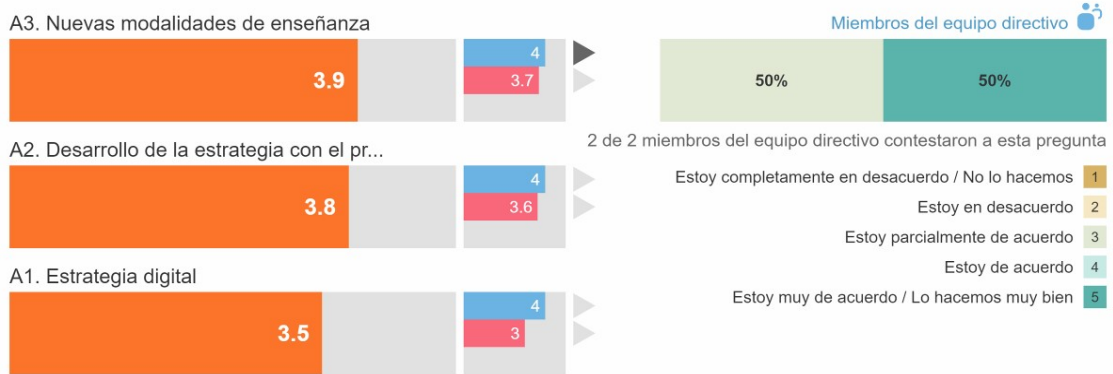 A3. Nuevas modalidades de enseñanza
3.9
4
3.7
A2. Desarrollo de la estrategia con el pr...
3.8
4
3.6
A1. Estrategia digital
3.5
4
3
Miembros del equipo directivo
50% 50%
2 de 2 miembros del equipo directivo contestaron a esta pregunta
Estoy completamente en desacuerdo / No lo hacemos 1
Estoy en desacuerdo 2
Estoy parcialmente de acuerdo 3
Estoy de acuerdo 4
Estoy muy de acuerdo / Lo hacemos muy bien 5